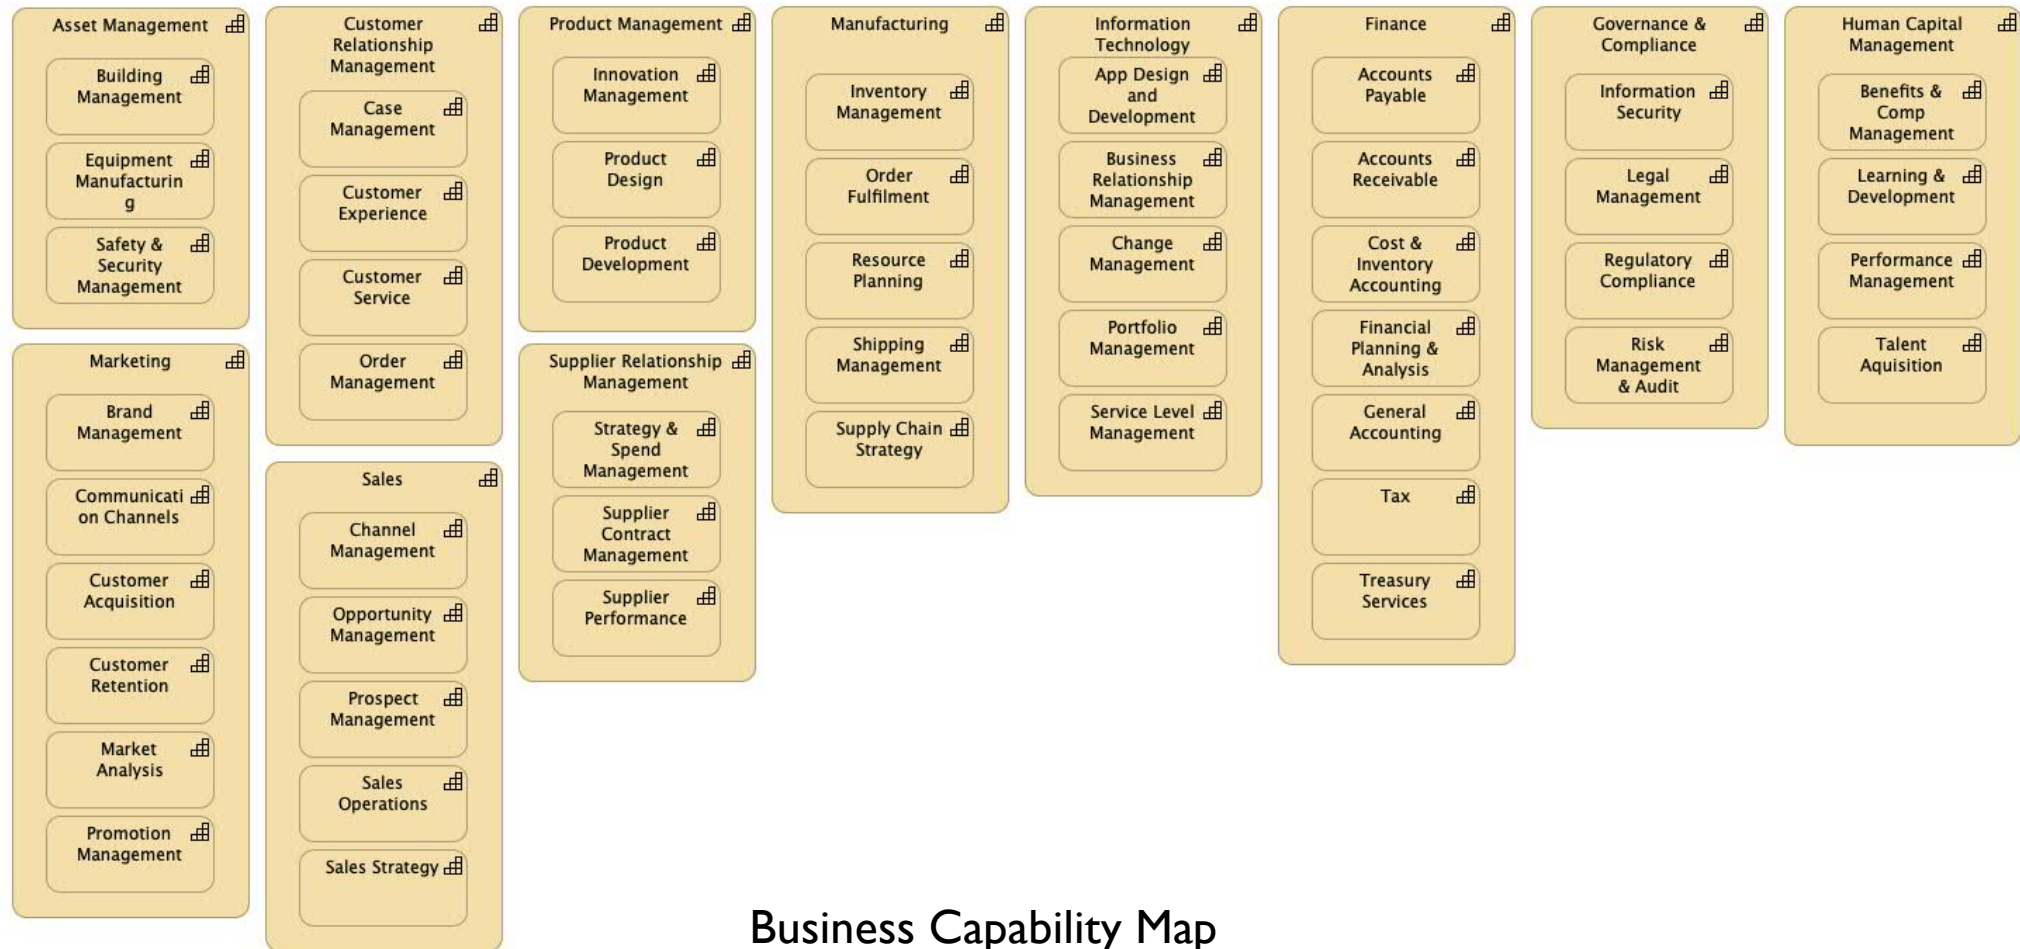 Asset Management
Building
Management
Equipment
Manufacturin
g
Safety &
Security
Management
Marketing
Brand
Management
Communicati
on Channels
Customer
Acquisition
Customer
Retention
Market
Analysis
Promotion
Management
Customer
Relationship
Management
Case
Management
Customer
Experience
Customer
Service
Order
Management
Sales
Channel
Management
Opportunity
Management
Prospect
Management
Sales
Operations
Sales Strategy
Product Management
Innovation
Management
Product
Design
Product
Development
Supplier Relationship
Management
Strategy &
Spend
Management
Supplier
Contract
Management
Supplier
Performance
Manufacturing
Inventory
Management
Order
Fulfilment
Resource
Planning
Shipping
Management
Supply Chain
Strategy
Information
Technology
App Design
and
Development
Business
Relationship
Management
Change
Management
Portfolio
Management
Service Level
Management
Finance
Accounts
Payable
Accounts
Receivable
Cost &
Inventory
Accounting
Financial
Planning &
Analysis
General
Accounting
Tax
Treasury
Services
Governance &
Compliance
Information
Security
Legal
Management
Regulatory
Compliance
Risk
Management
& Audit
Human Capital
Management
Benefits &
Comp
Management
Learning &
Development
Performance
Management
Talent
Aquisition
Business Capability Map